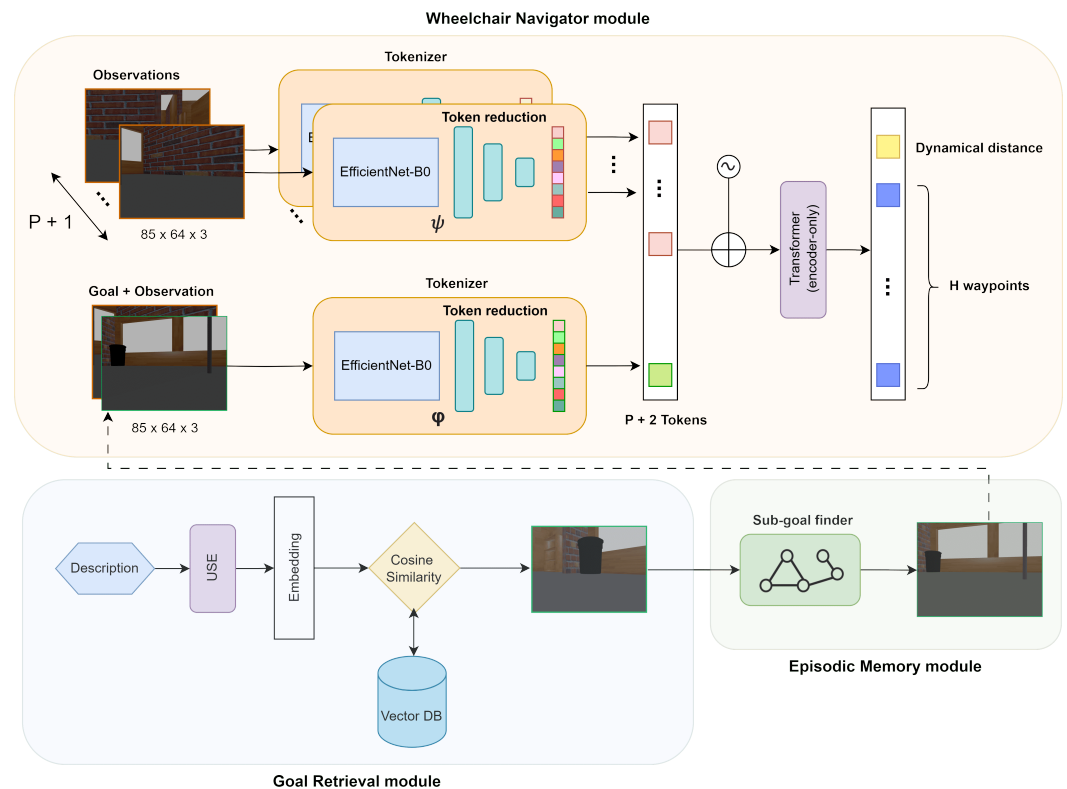 Wheelchair Navigator module
Tokenizer
Observations
Token reduction
EfficientNet-B0
ψ
P + 1
85 x 64 x 3
Dynamical distance
Transformer
(encoder-only)
H waypoints
Tokenizer
Goal + Observation
Token reduction
EfficientNet-B0
φ
85 x 64 x 3
P + 2 Tokens
Description
USE
Embedding
Cosine
Similarity
Vector DB
Goal Retrieval module
Sub-goal finder
Episodic Memory module